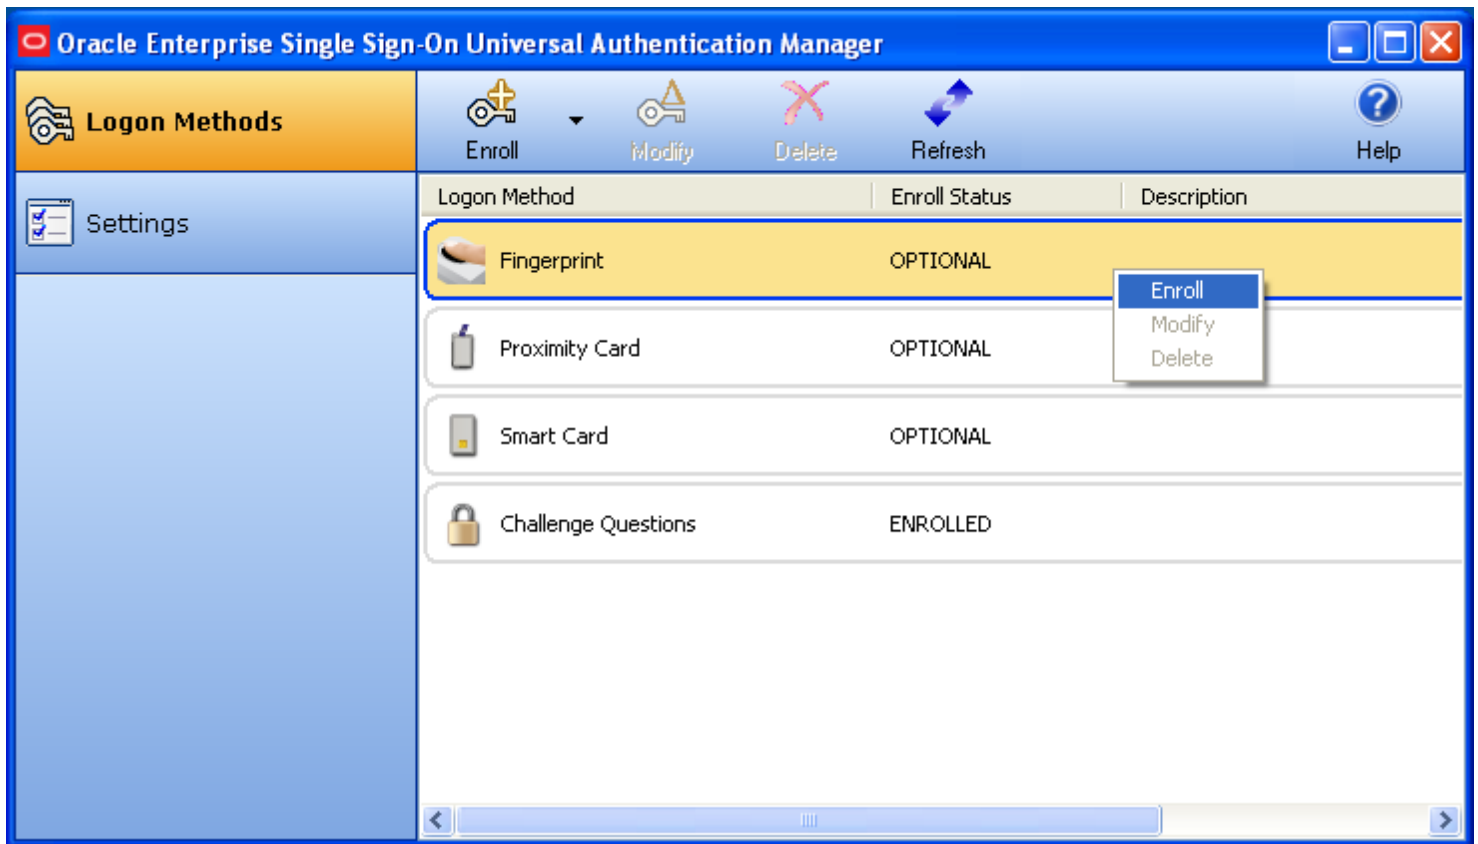 Oracle Enterprise Single Sign-On Universal Authentication Manager
Logon Methods
Settings
Enroll
Modify
Delete
Refresh
Help
Logon Method Enroll Status Description
Fingerprint OPTIONAL
Enroll
Modify
Delete
Proximity Card OPTIONAL
Smart Card OPTIONAL
Challenge Questions ENROLLED